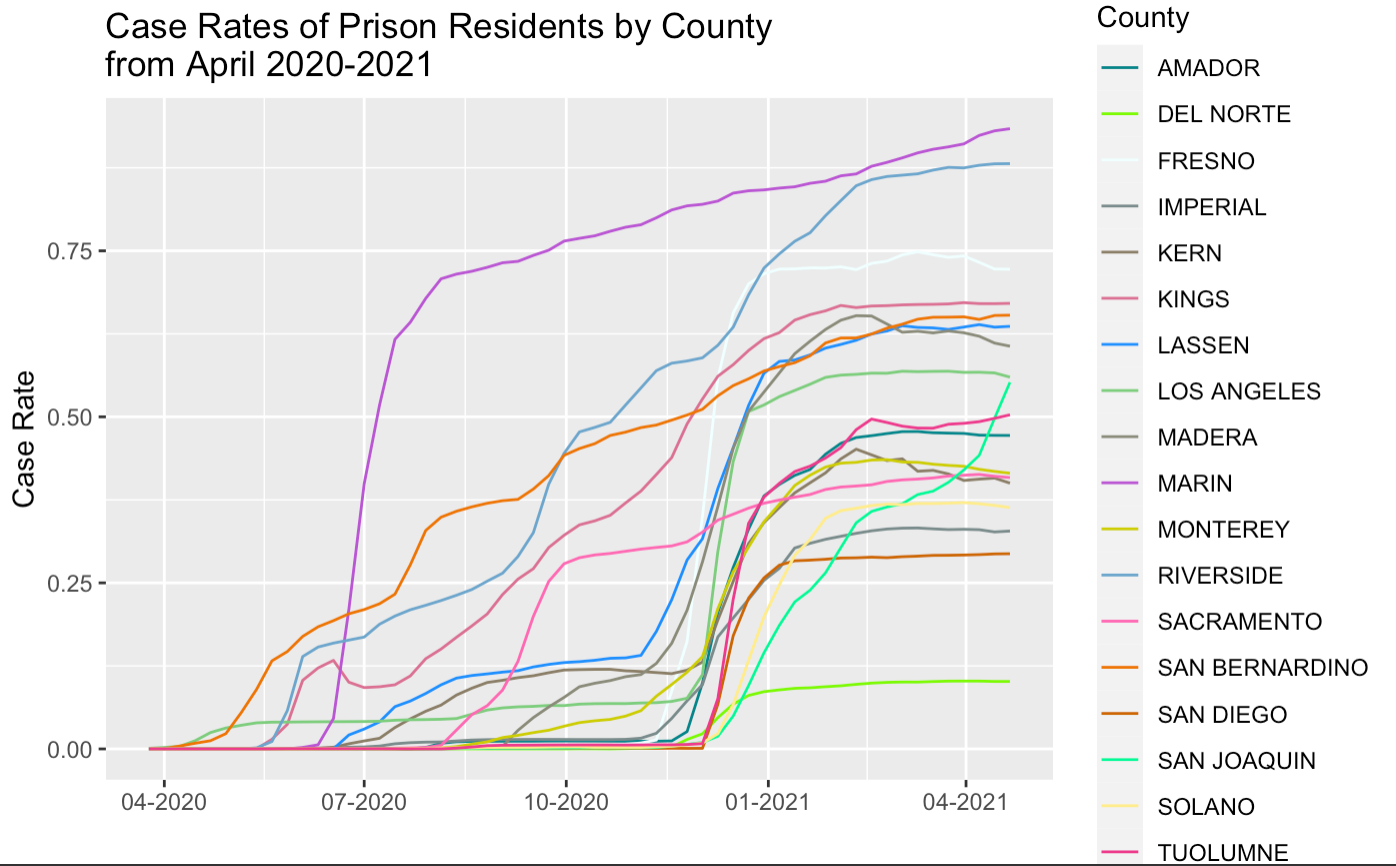 Case Rates of Prison Residents by County
from April 2020-2021
Case Rate
0.75
0.50
0.25
0.00
04-2020
07-2020
10-2020
01-2021
04-2021
County
AMADOR
DEL NORTE
FRESNO
IMPERIAL
KERN
KINGS
LASSEN
LOS ANGELES
MADERA
MARIN
MONTEREY
RIVERSIDE
SACRAMENTO
SAN BERNARDINO
SAN DIEGO
SAN JOAQUIN
SOLANO
TUOLUMNE